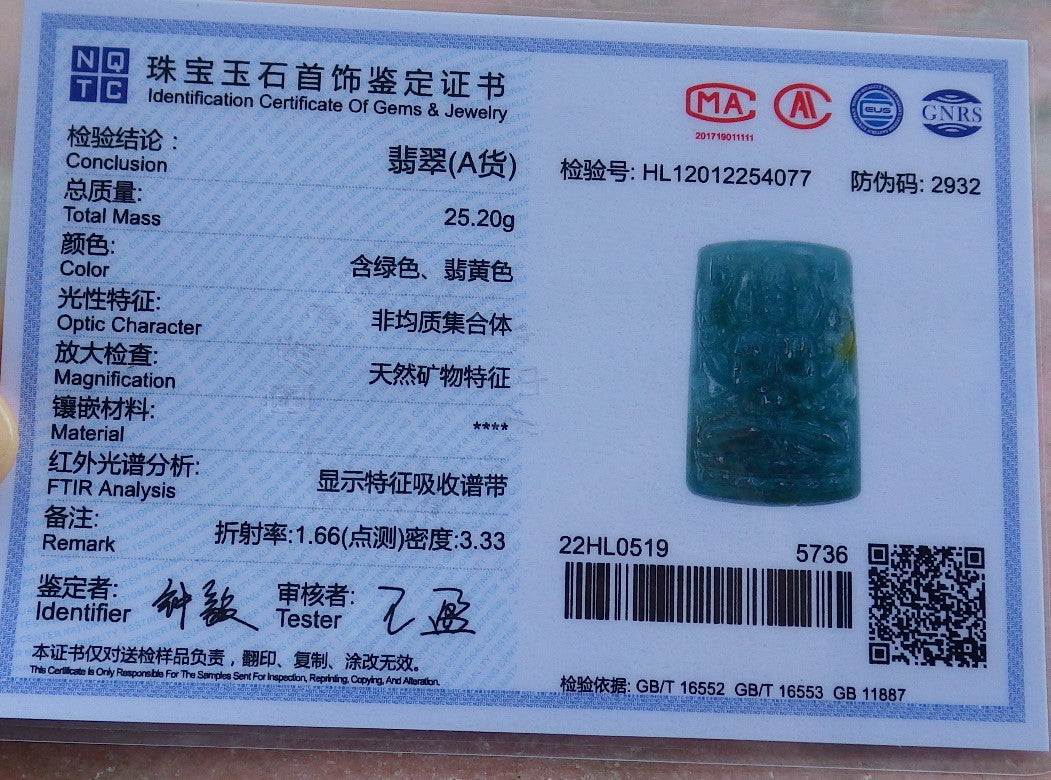 NQTC
珠宝玉石首饰鉴定证书
Identification Certificate Of Gems & Jewelry
检验结论：
Conclusion
翡翠(A货)
总质量:
Total Mass
25.20g
颜色:
Color
含绿色、翡黄色
光性特征:
Optic Character
非均质集合体
放大检查:
Magnification
天然矿物特征
镶嵌材料:
Material
****
红外光谱分析:
FTIR Analysis
显示特征吸收谱带
备注:
Remark
折射率:1.66(点测)密度:3.33
鉴定者:
Identifier
审核者:
Tester
王盈
本证书仅对送检样品负责，翻印、复制、涂改无效。
This Certificate Is Only Responsible For The Samples Sent For Inspection, Reprinting, Copying, And Alteration.
MA
201719011111
GNRS
检验号: HL12012254077
防伪码: 2932
22HL0519
5736
检验依据: GB/T 16552 GB/T 16553 GB 11887